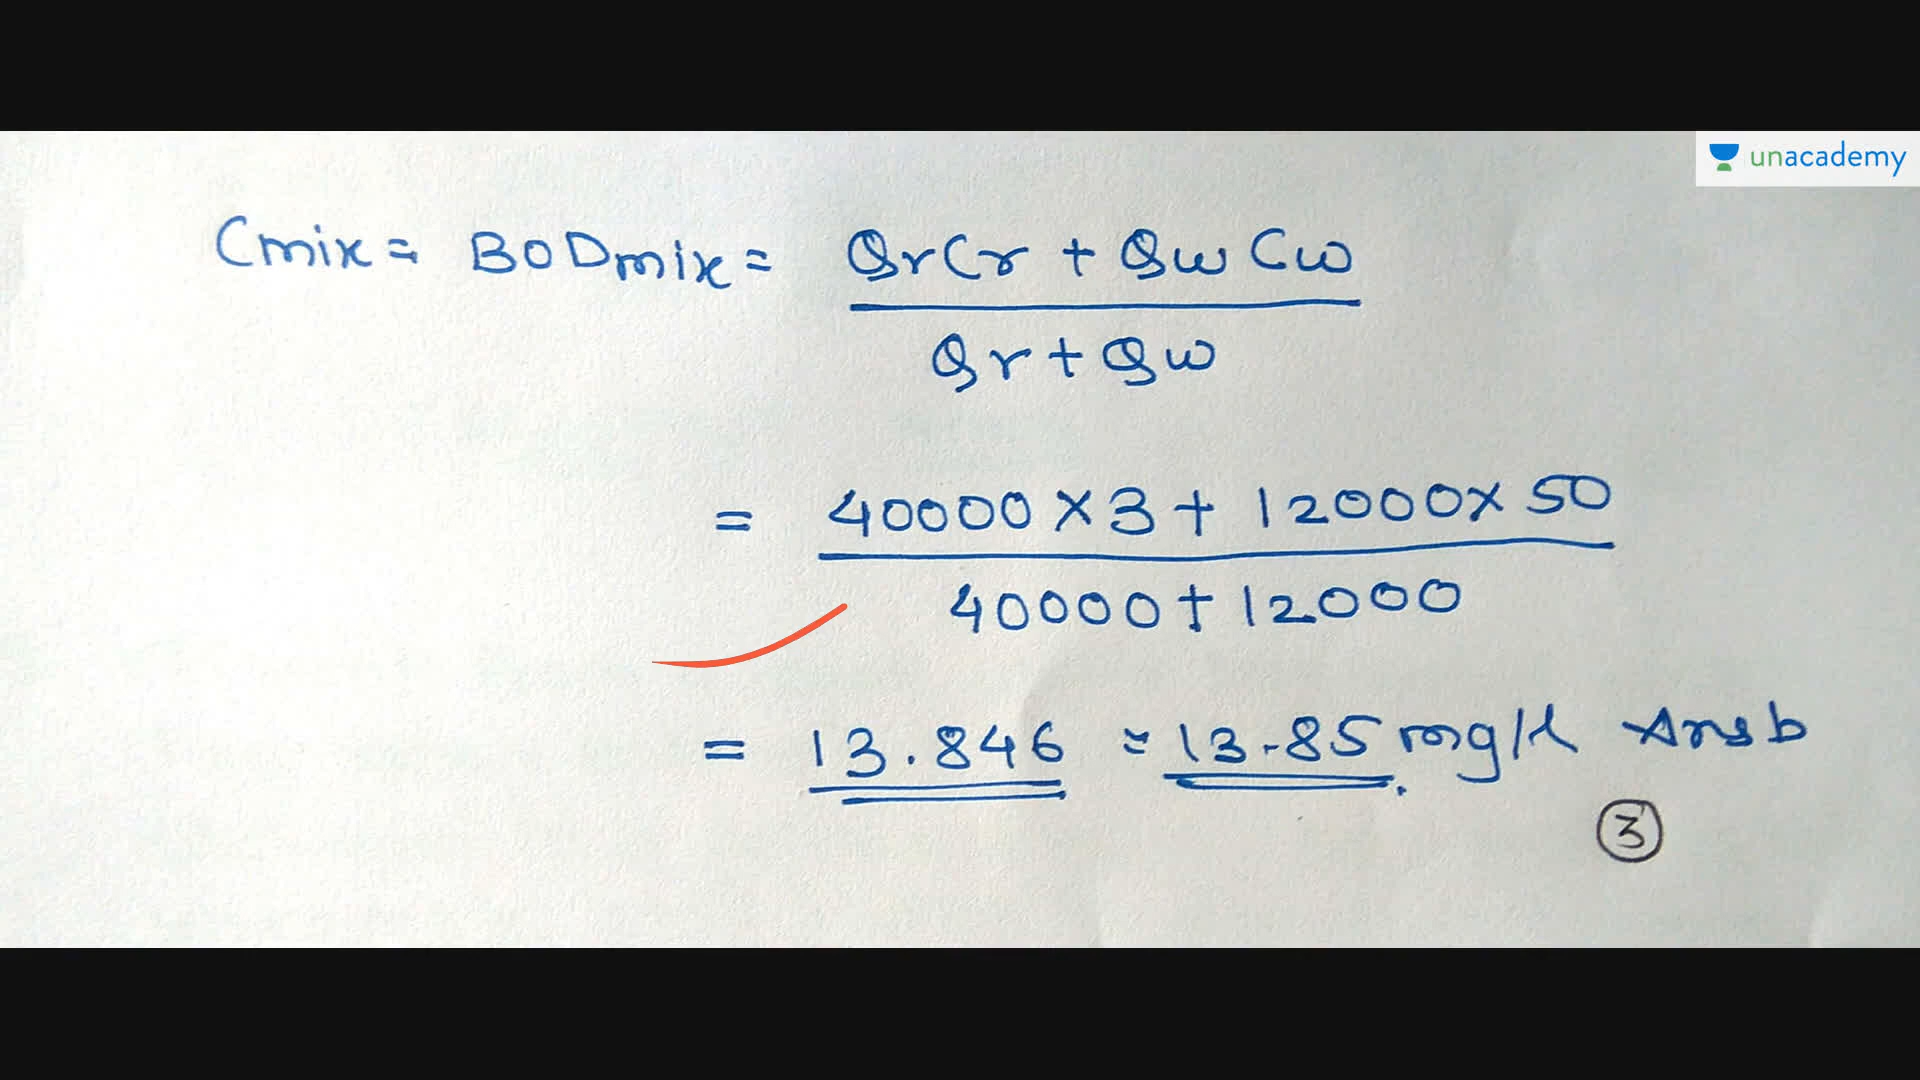 unacademy
Cmix = BODmix = QrCr + QwCw
Qr + Qw
= 40000 × 3 + 12000 × 50
40000 + 12000
= 13.846 ≈ 13.85 mg/l Ans b
3